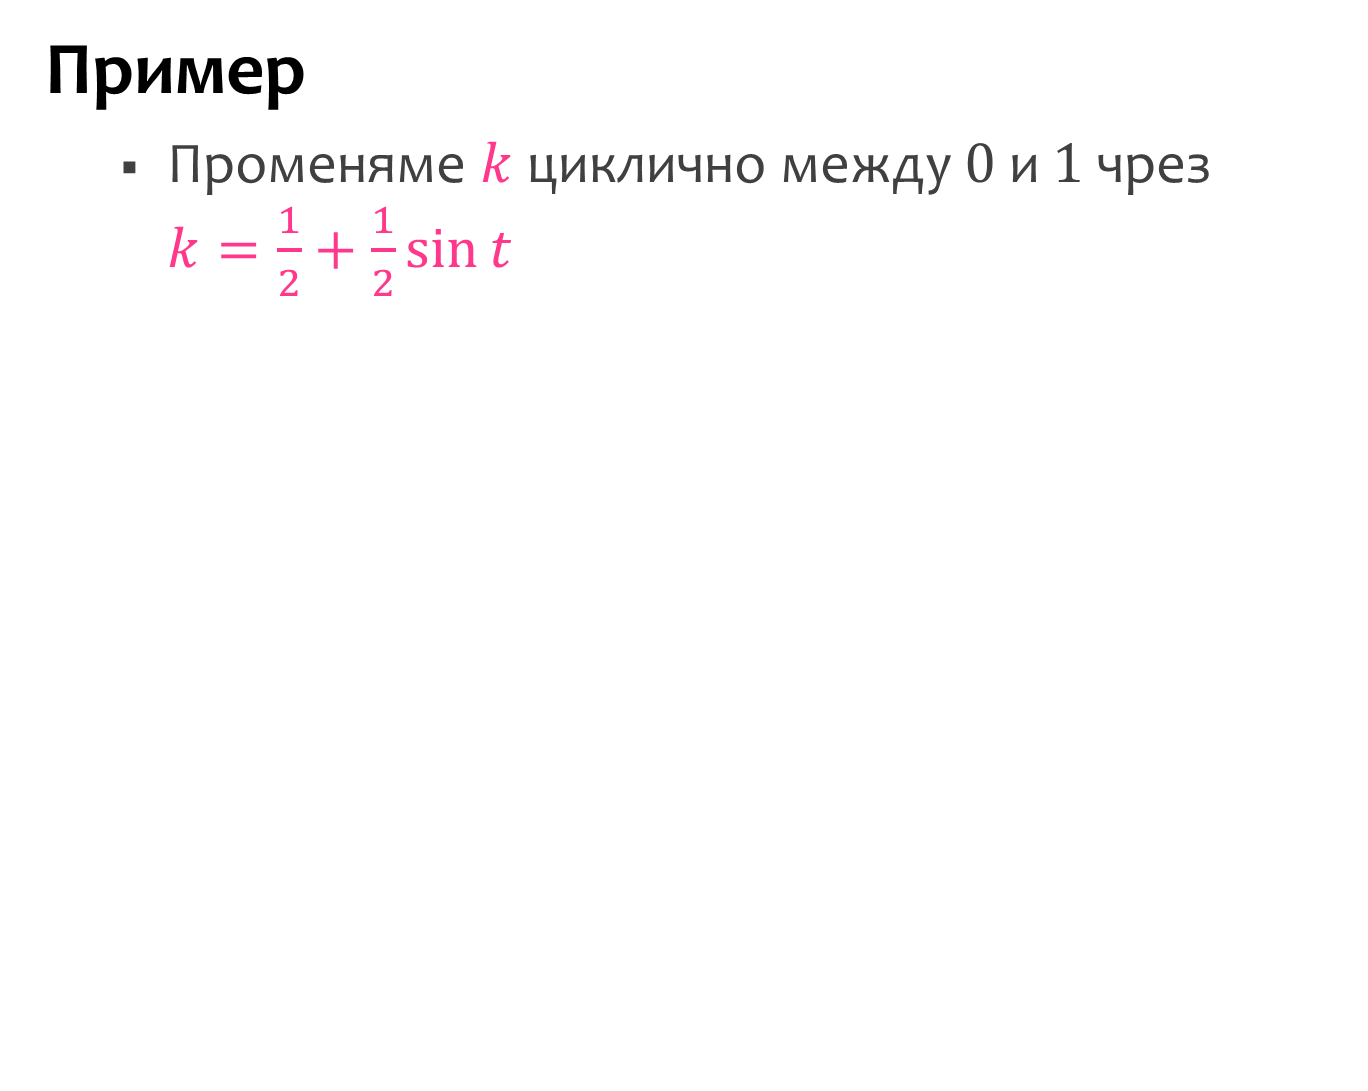 Пример
▪ Променяме k циклично между 0 и 1 чрез
k = 1/2 + 1/2 sin t